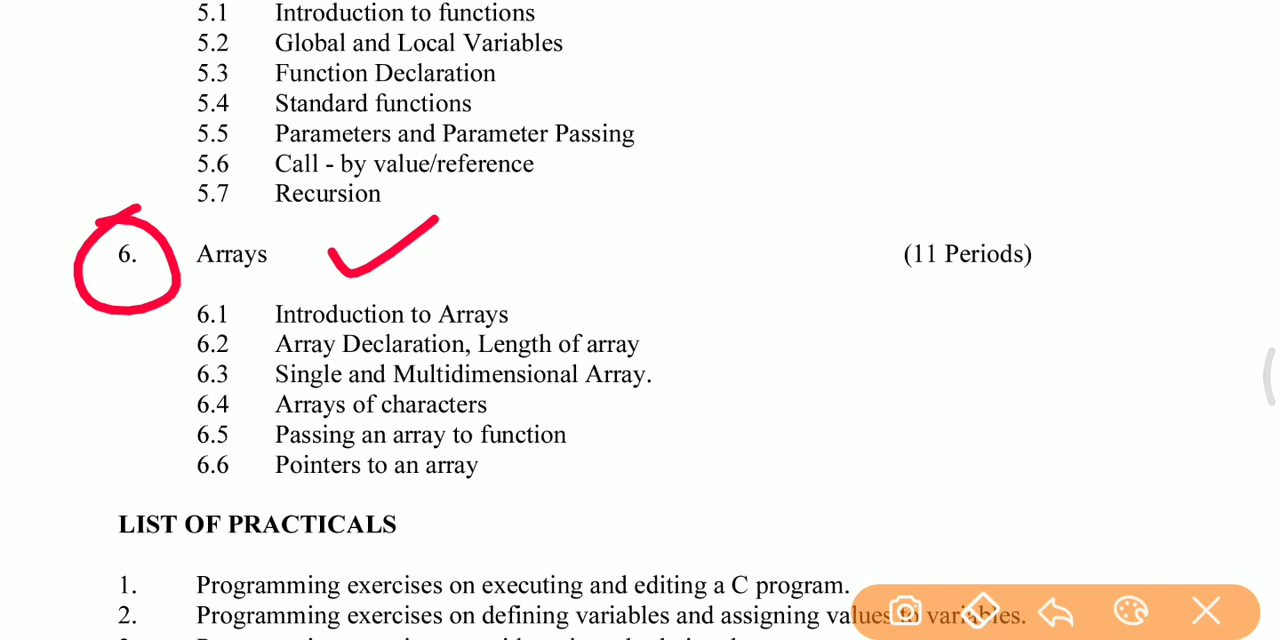 5.1 Introduction to functions
5.2 Global and Local Variables
5.3 Function Declaration
5.4 Standard functions
5.5 Parameters and Parameter Passing
5.6 Call - by value/reference
5.7 Recursion
6. Arrays (11 Periods)
6.1 Introduction to Arrays
6.2 Array Declaration, Length of array
6.3 Single and Multidimensional Array.
6.4 Arrays of characters
6.5 Passing an array to function
6.6 Pointers to an array
LIST OF PRACTICALS
1. Programming exercises on executing and editing a C program.
2. Programming exercises on defining variables and assigning values to variables.